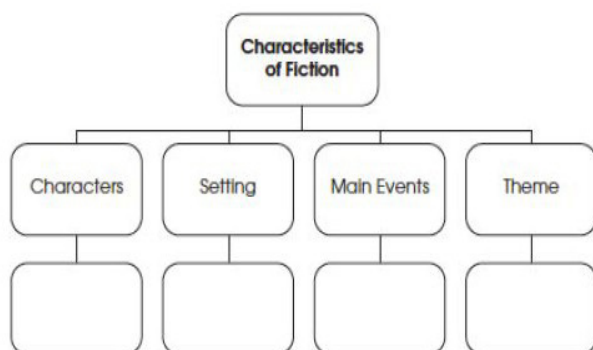 Characteristics
of Fiction
Characters
Setting
Main Events
Theme